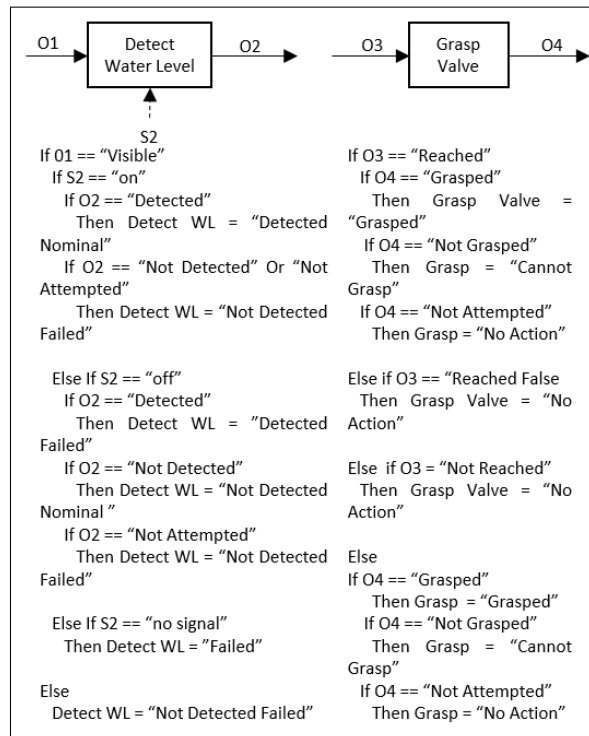 O1
Detect
Water Level
O2
S2
If 01 == “Visible”
If S2 == “on”
If O2 == “Detected”
Then Detect WL = “Detected
Nominal”
If O2 == “Not Detected” Or “Not
Attempted”
Then Detect WL = “Not Detected
Failed”
Else If S2 == “off”
If O2 == “Detected”
Then Detect WL = “Detected
Failed”
If O2 == “Not Detected”
Then Detect WL = “Not Detected
Nominal ”
If O2 == “Not Attempted”
Then Detect WL = “Not Detected
Failed”
Else If S2 == “no signal”
Then Detect WL = ”Failed”
Else
Detect WL = “Not Detected Failed”
O3
Grasp
Valve
O4
If O3 == “Reached”
If O4 == “Grasped”
Then Grasp Valve =
“Grasped”
If O4 == “Not Grasped”
Then Grasp = “Cannot
Grasp”
If O4 == “Not Attempted”
Then Grasp = “No Action”
Else if O3 == “Reached False
Then Grasp Valve = “No
Action”
Else if O3 = “Not Reached”
Then Grasp Valve = “No
Action”
Else
If O4 == “Grasped”
Then Grasp = “Grasped”
If O4 == “Not Grasped”
Then Grasp = “Cannot
Grasp”
If O4 == “Not Attempted”
Then Grasp = “No Action”